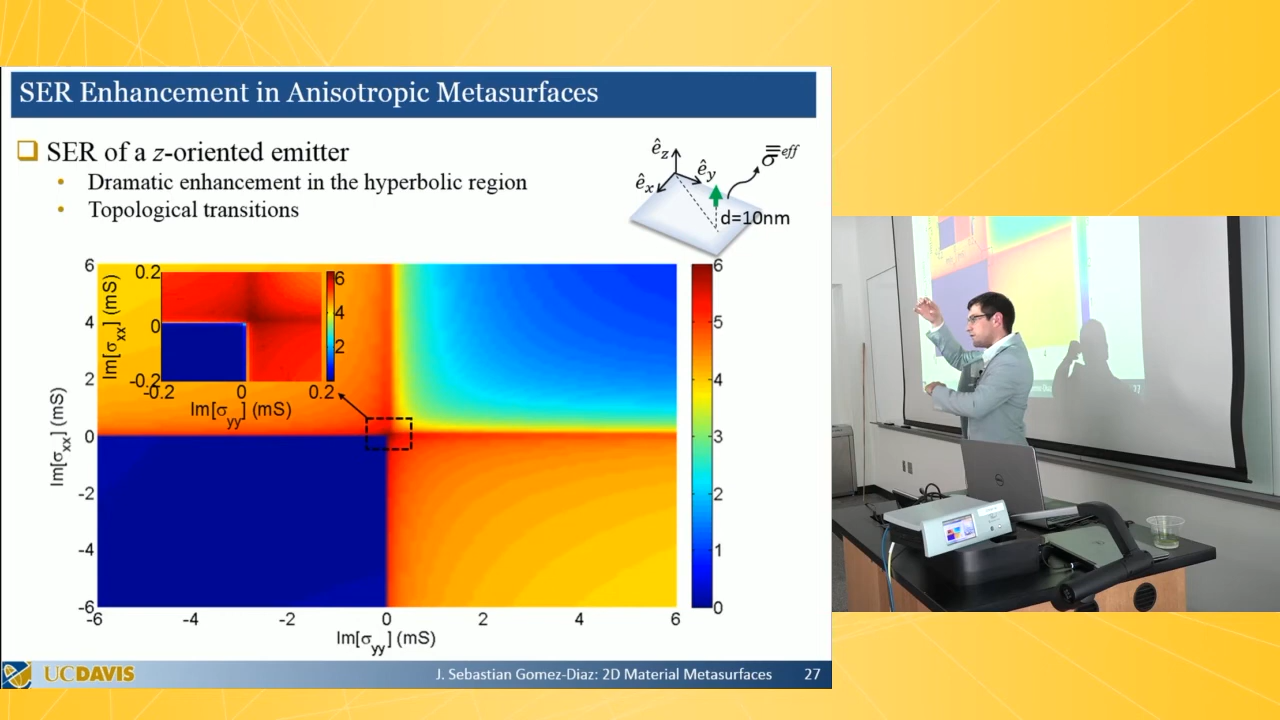 SER Enhancement in Anisotropic Metasurfaces
SER of a z-oriented emitter
• Dramatic enhancement in the hyperbolic region
• Topological transitions
ê_z
ê_y
ê_x
σ̿^eff
d=10nm
6
4
2
0
-2
-4
-6
Im[σ_xx] (mS)
-6
-4
-2
0
2
4
6
Im[σ_yy] (mS)
0.2
0
-0.2
Im[σ_xx] (mS)
-0.2
0
0.2
Im[σ_yy] (mS)
6
4
2
6
5
4
3
2
1
0
UCDAVIS
J. Sebastian Gomez-Diaz: 2D Material Metasurfaces
27